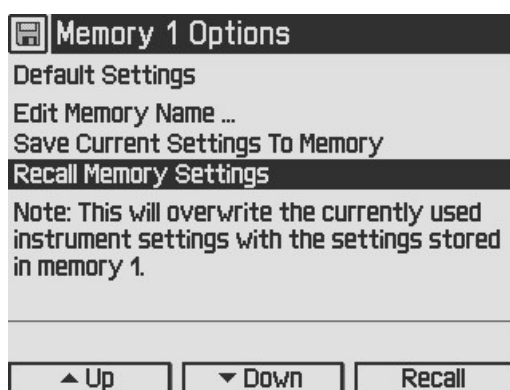 Memory 1 Options
Default Settings
Edit Memory Name ...
Save Current Settings To Memory
Recall Memory Settings
Note: This will overwrite the currently used
instrument settings with the settings stored
in memory 1.
▲ Up ▼ Down Recall